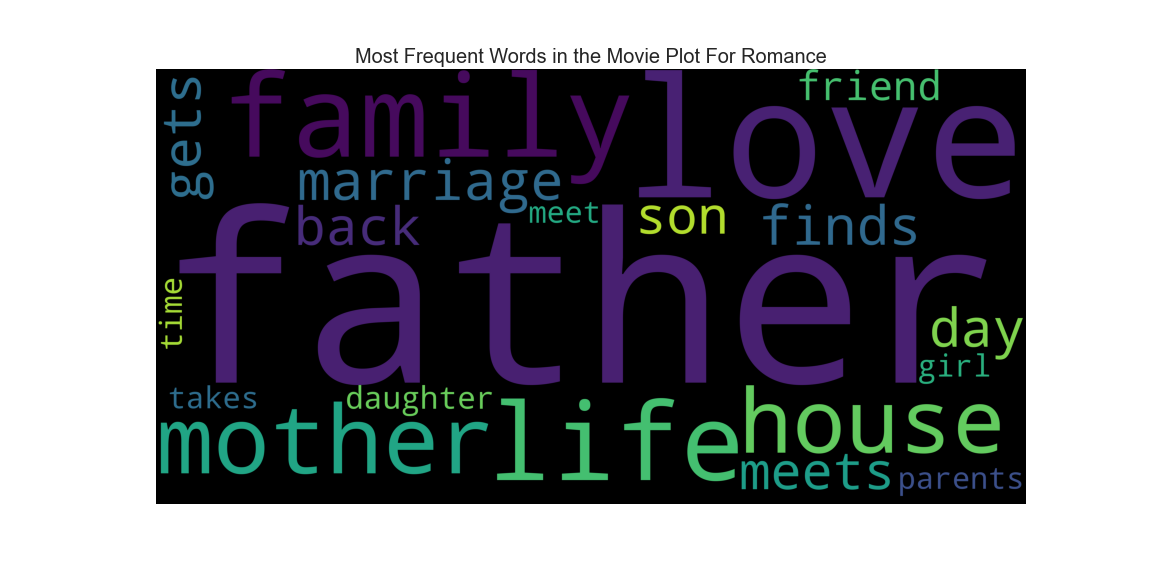 Most Frequent Words in the Movie Plot For Romance
gets
family
love
friend
marriage
back
meet
son
finds
father
time
day
girl
takes
daughter
mother
life
house
meets
parents